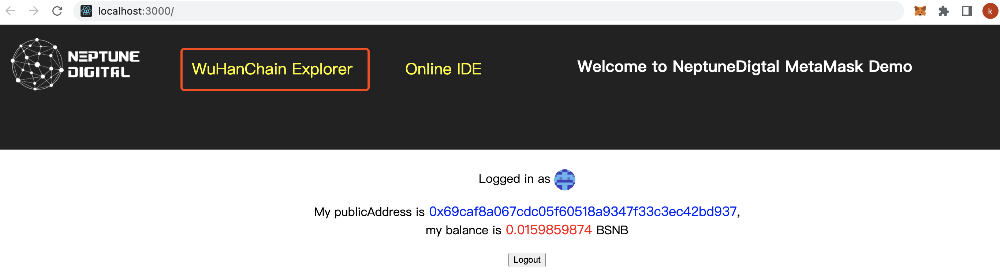 localhost:3000/
k
NEPTUNE
DIGITAL
WuHanChain Explorer
Online IDE
Welcome to NeptuneDigtal MetaMask Demo
Logged in as
My publicAddress is 0x69caf8a067cdc05f60518a9347f33c3ec42bd937,
my balance is 0.0159859874 BSNB
Logout